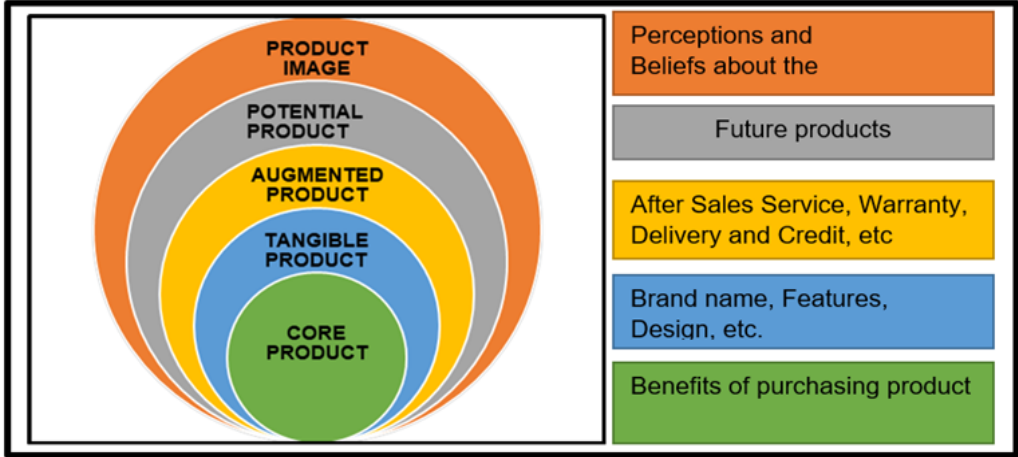 PRODUCT
IMAGE
POTENTIAL
PRODUCT
AUGMENTED
PRODUCT
TANGIBLE
PRODUCT
CORE
PRODUCT
Perceptions and
Beliefs about the
Future products
After Sales Service, Warranty,
Delivery and Credit, etc
Brand name, Features,
Design, etc.
Benefits of purchasing product